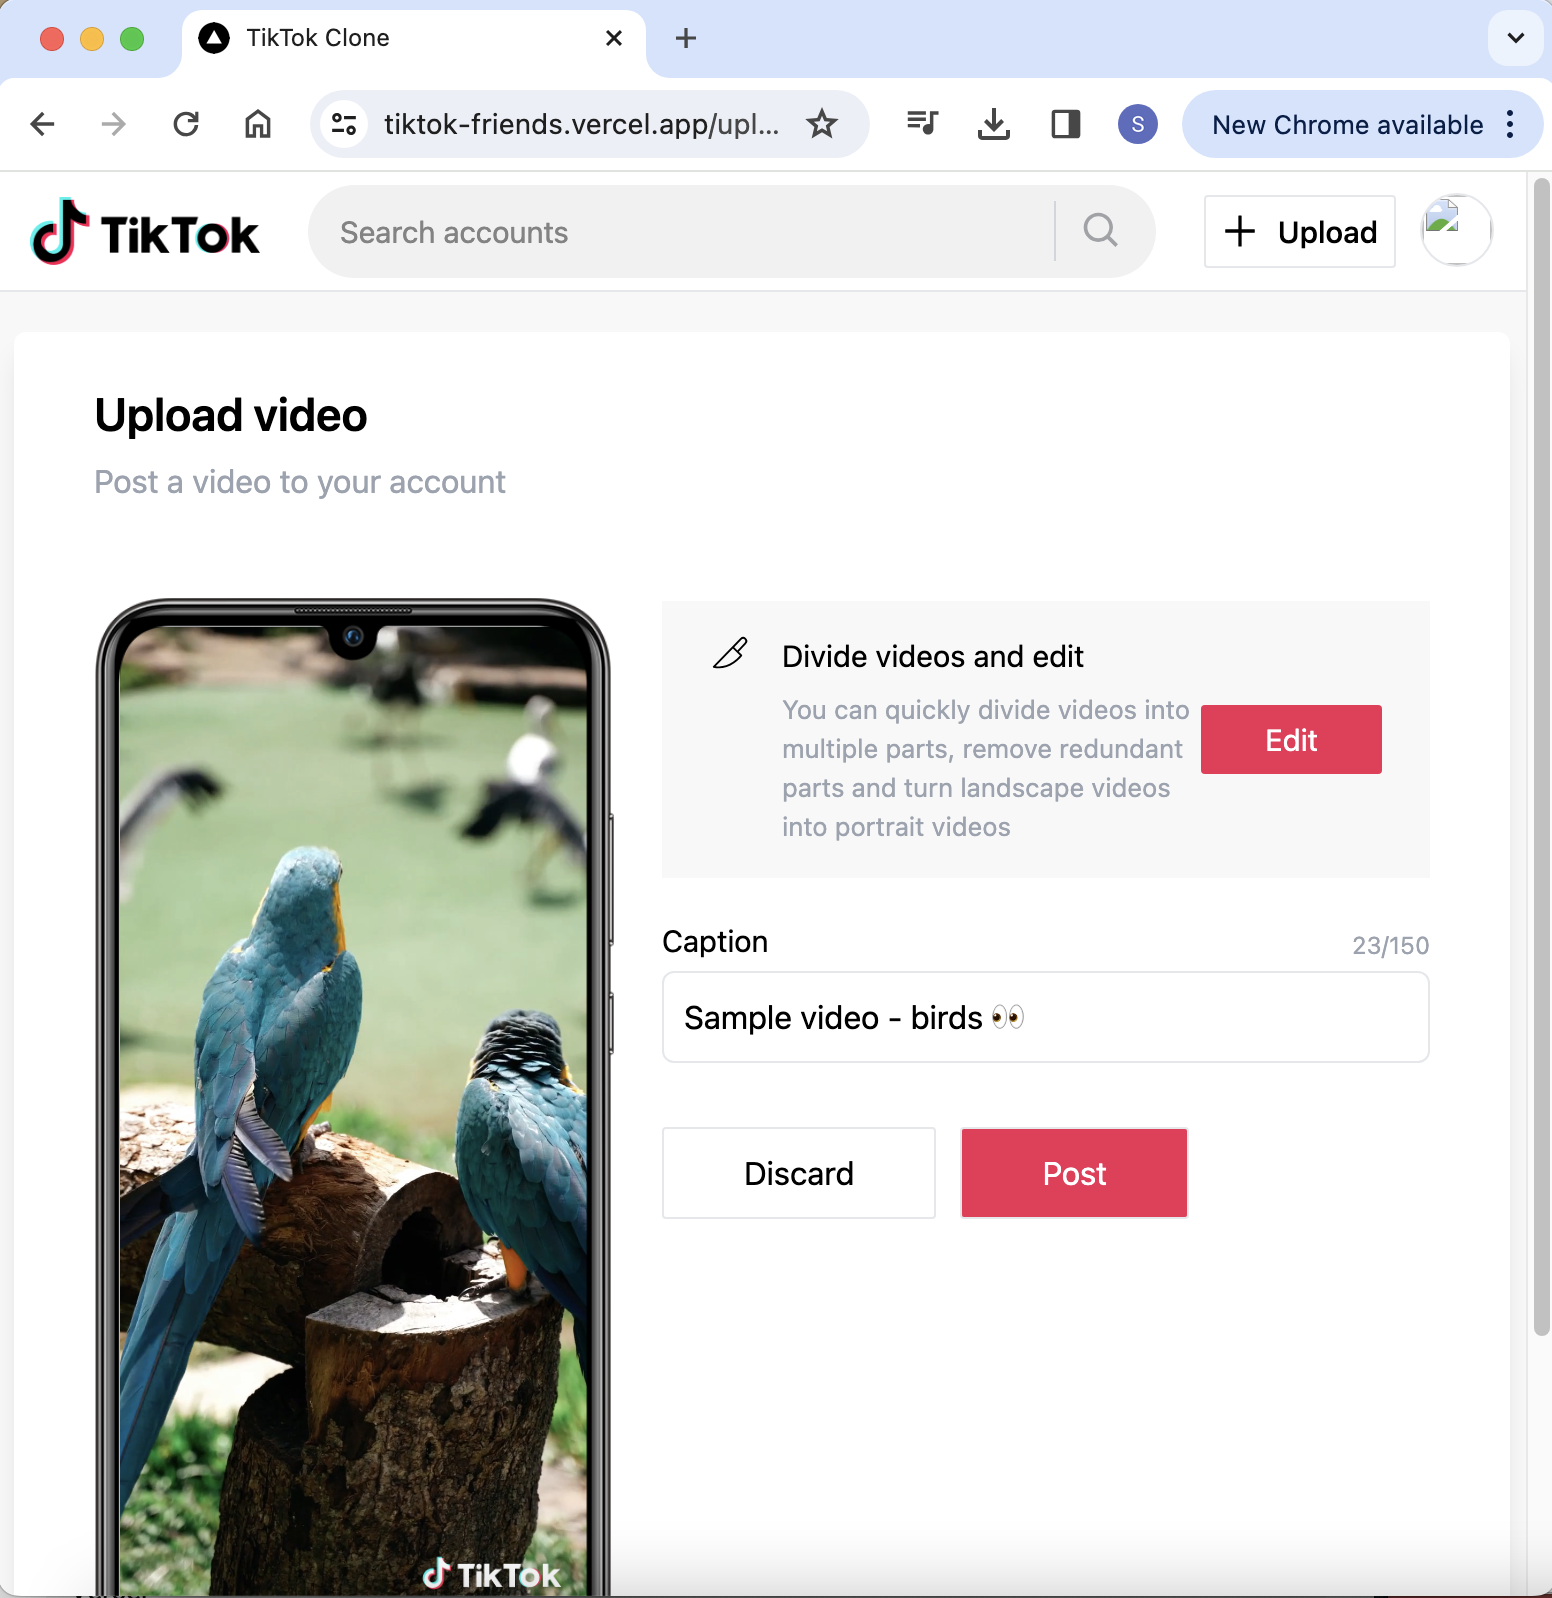 TikTok Clone
tiktok-friends.vercel.app/upl...
S
New Chrome available
TikTok
Search accounts
Upload
Upload video
Post a video to your account
Divide videos and edit
You can quickly divide videos into
multiple parts, remove redundant
parts and turn landscape videos
into portrait videos
Edit
Caption
23/150
Sample video - birds 👀
Discard
Post
TikTok